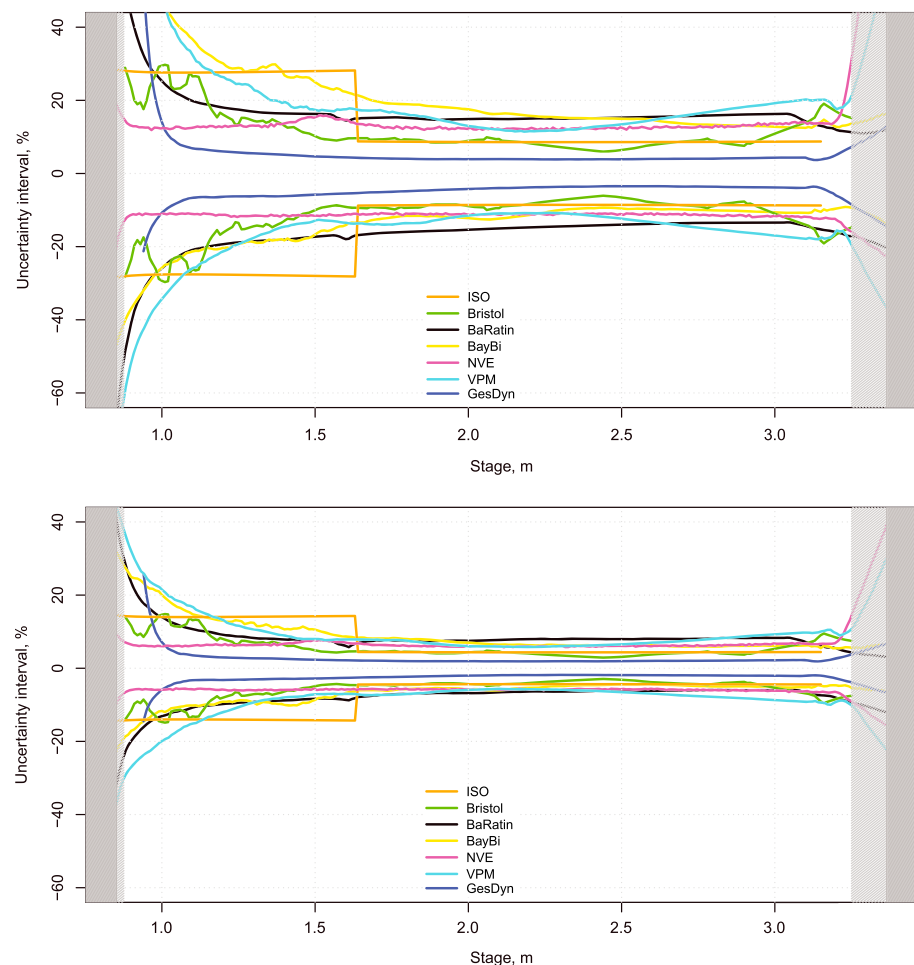 40
20
0
−20
−40
−60
Uncertainty interval, %
ISO
Bristol
BaRatin
BayBi
NVE
VPM
GesDyn
1.0 1.5 2.0 2.5 3.0
Stage, m
40
20
0
−20
−40
−60
Uncertainty interval, %
ISO
Bristol
BaRatin
BayBi
NVE
VPM
GesDyn
1.0 1.5 2.0 2.5 3.0
Stage, m